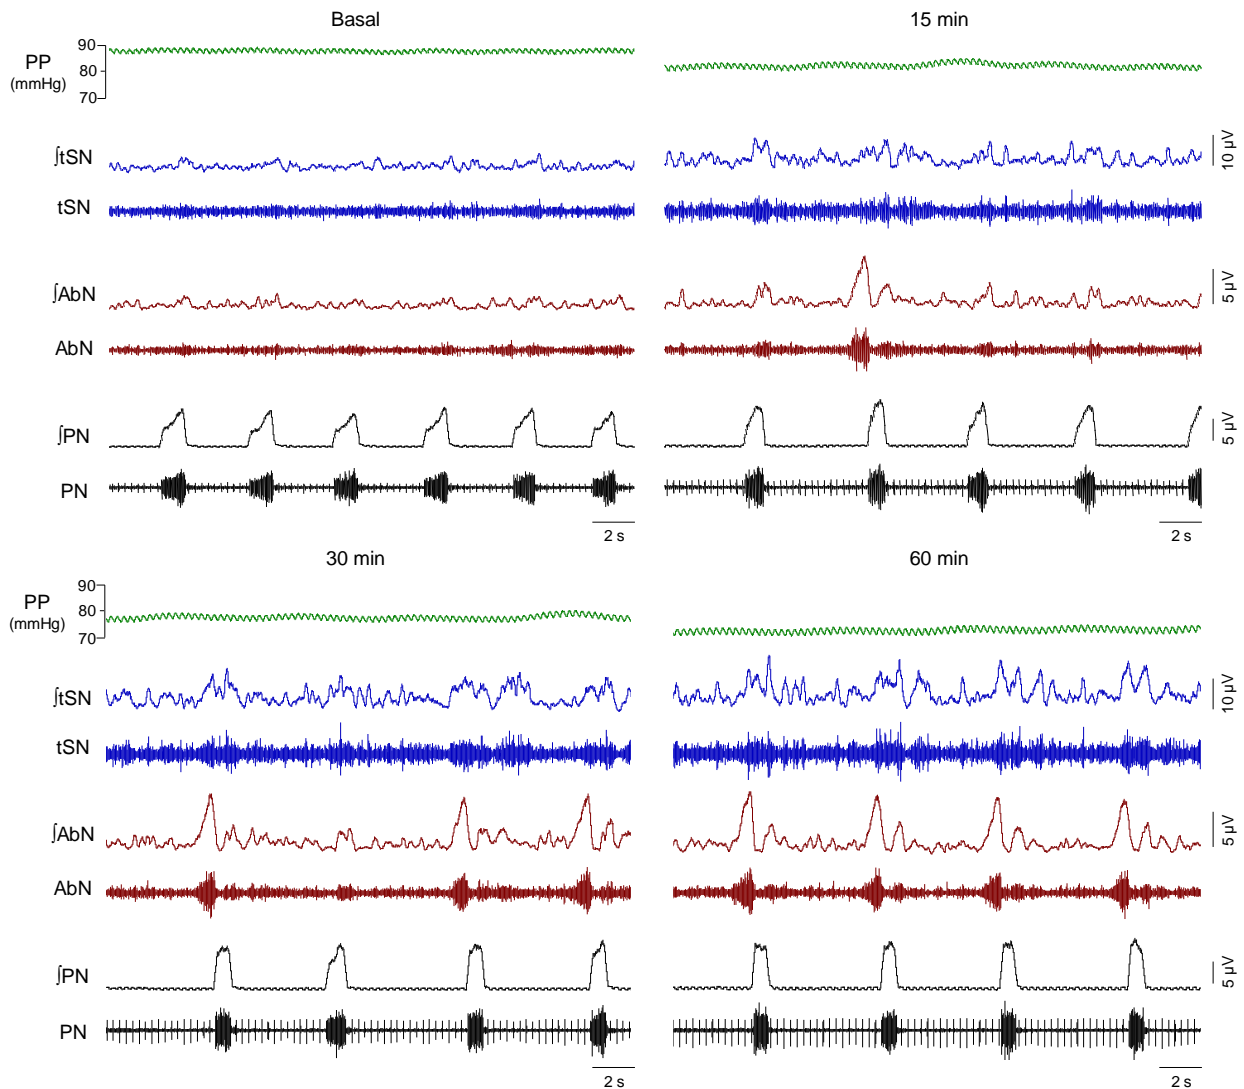 Basal
15 min
PP
(mmHg)
90
80
70
∫tSN
10 µV
tSN
∫AbN
5 µV
AbN
∫PN
5 µV
PN
2 s
2 s
30 min
60 min
PP
(mmHg)
90
80
70
∫tSN
10 µV
tSN
∫AbN
5 µV
AbN
∫PN
5 µV
PN
2 s
2 s